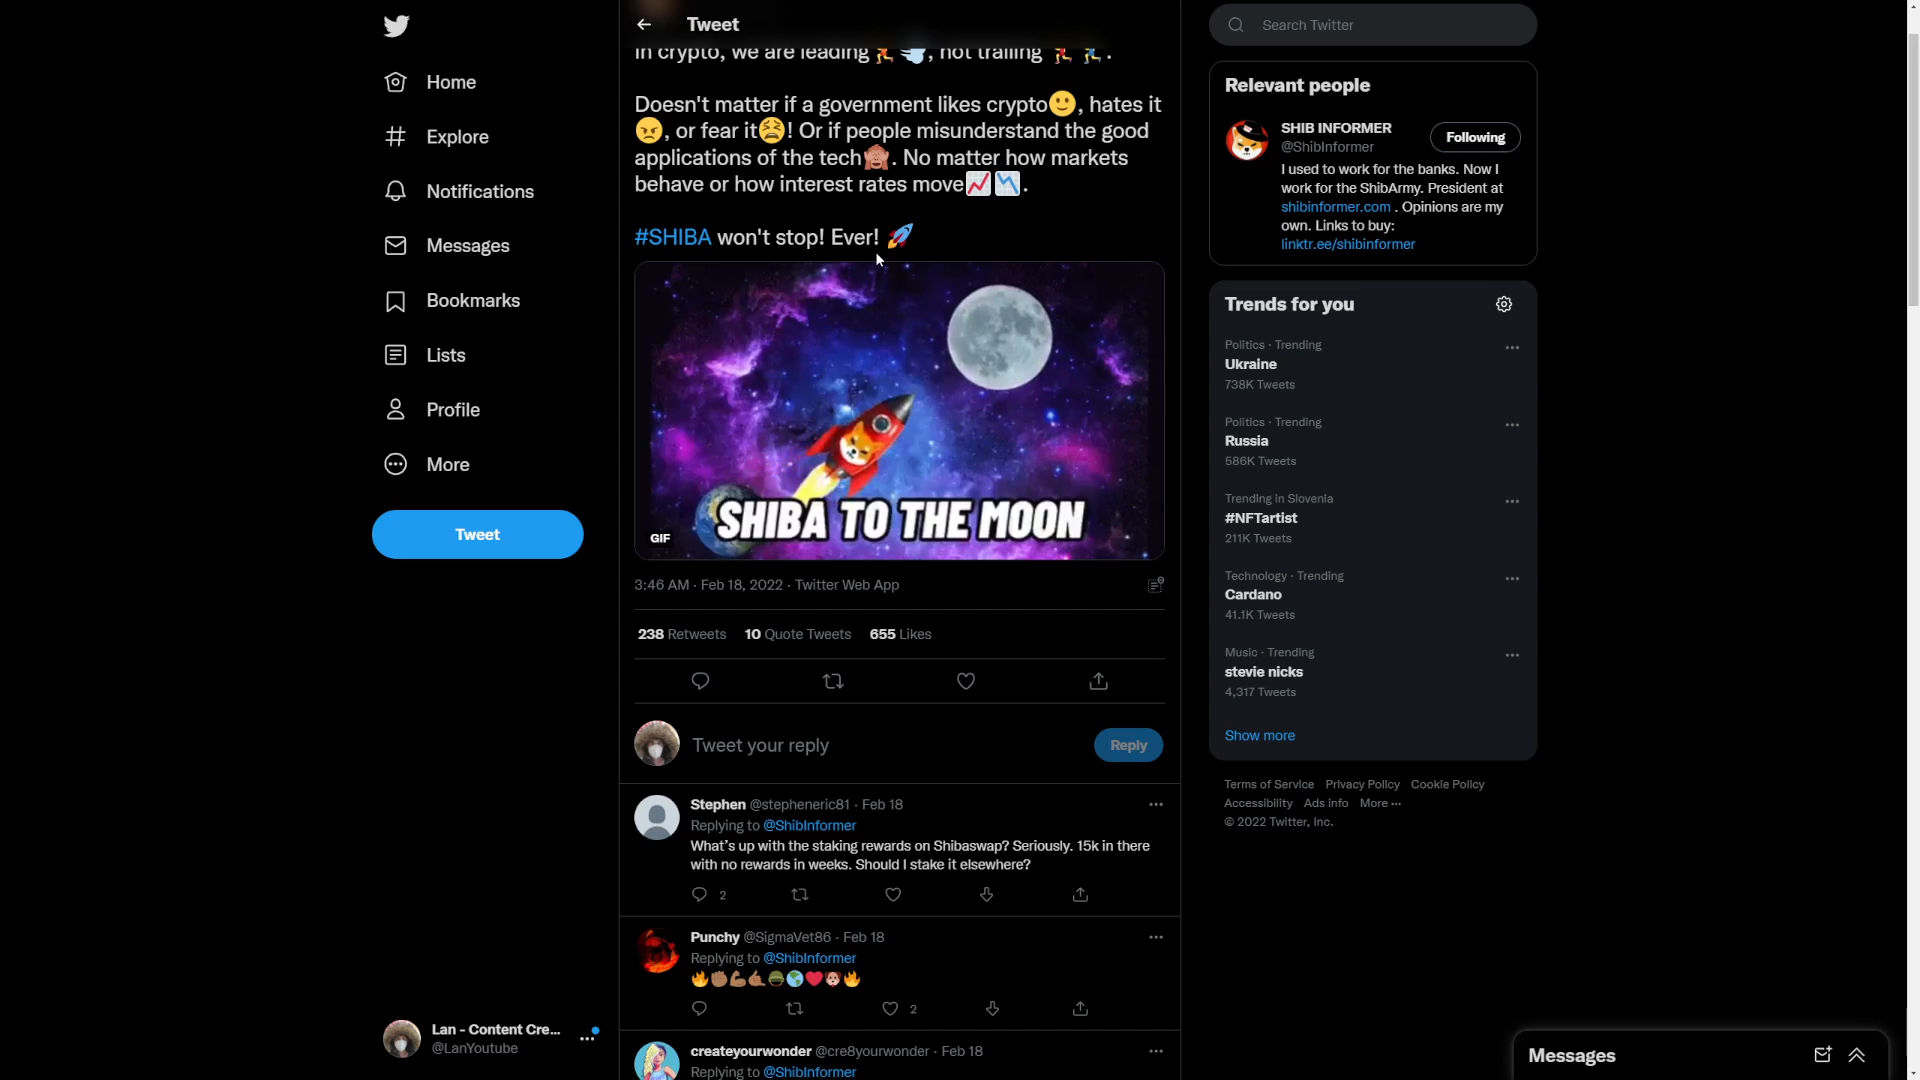 Home
Explore
Notifications
Messages
Bookmarks
Lists
Profile
More
Tweet
Lan - Content Cre...
@LanYoutube
Tweet
In crypto, we are leading 💃💨, not trailing 💃🏃.
Doesn't matter if a government likes crypto🙂, hates it
😠, or fear it😫! Or if people misunderstand the good
applications of the tech🙈. No matter how markets
behave or how interest rates move📈📉.
#SHIBA won't stop! Ever! 🚀
SHIBA TO THE MOON
GIF
3:46 AM · Feb 18, 2022 · Twitter Web App
238 Retweets 10 Quote Tweets 655 Likes
Tweet your reply
Reply
Stephen @stepheneric81 · Feb 18
Replying to @ShibInformer
What's up with the staking rewards on Shibaswap? Seriously. 15k in there
with no rewards in weeks. Should I stake it elsewhere?
2
Punchy @SigmaVet86 · Feb 18
Replying to @ShibInformer
🔥✊🏽💪🏽🤙🏽🪖🌎❤️🐶🔥
2
createyourwonder @cre8yourwonder · Feb 18
Replying to @ShibInformer
Search Twitter
Relevant people
SHIB INFORMER
@ShibInformer
Following
I used to work for the banks. Now I
work for the ShibArmy. President at
shibinformer.com . Opinions are my
own. Links to buy:
linktr.ee/shibinformer
Trends for you
Politics · Trending
Ukraine
738K Tweets
Politics · Trending
Russia
586K Tweets
Trending in Slovenia
#NFTartist
211K Tweets
Technology · Trending
Cardano
41.1K Tweets
Music · Trending
stevie nicks
4,317 Tweets
Show more
Terms of Service Privacy Policy Cookie Policy
Accessibility Ads info More ···
© 2022 Twitter, Inc.
Messages